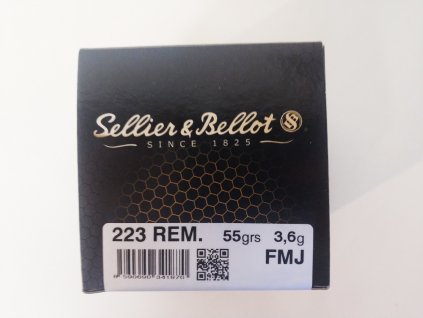 Sellier & Bellot
SINCE 1825
223 REM. 55grs 3,6g
FMJ